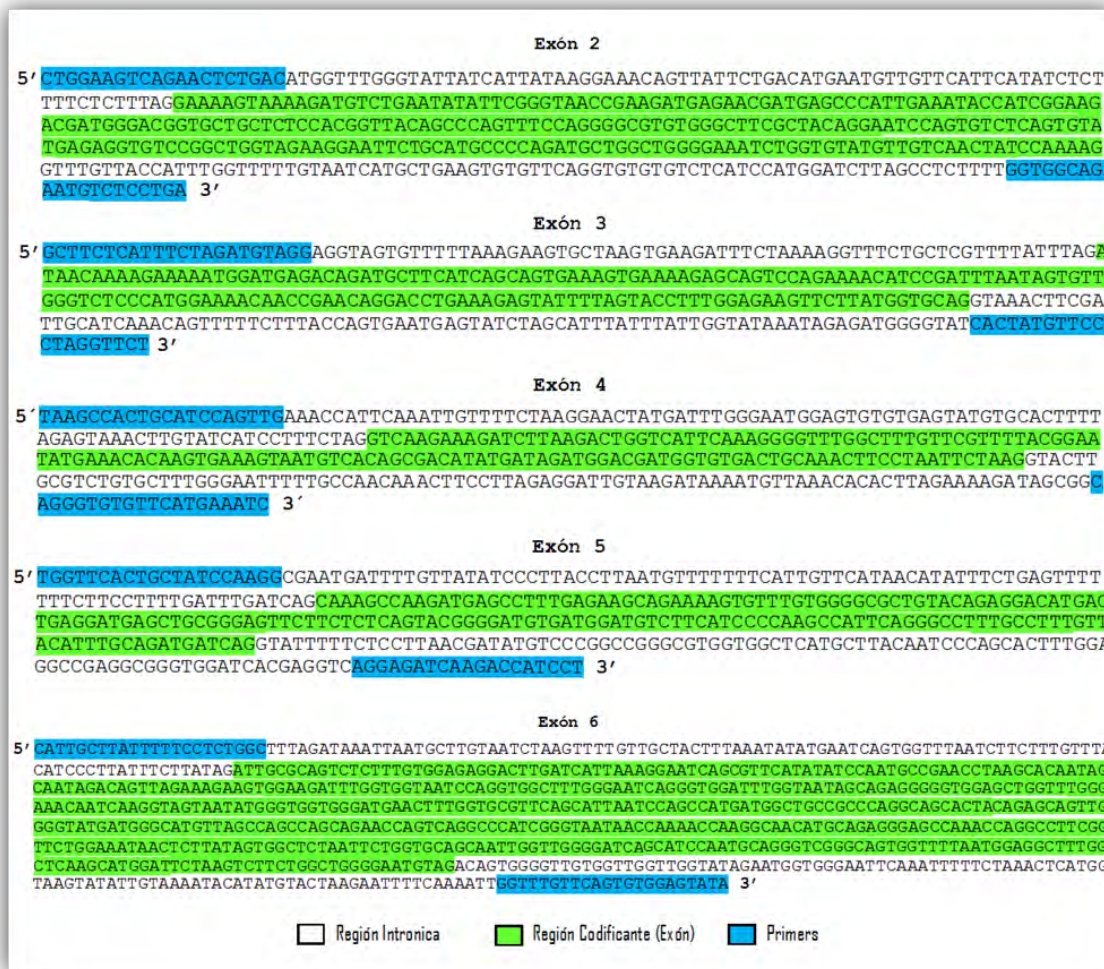 Exón 2
5' CTGGAAGTCAGAACTCTGACATGGTTTGGGTATTATCATTATAAGGAAACAGTTATTCTGACATGAATGTTGTTCATTCATATCTCT
TTTCTCTTTAGGAAAAGTAAAAGATGTCTGAATATATTCGGGTAACCGAAGATGAGAACGATGAGCCCATTGAAATACCATCGGAAG
ACGATGGGACGGTGCTGCTCTCCACGGTTACAGCCCAGTTTCCAGGGGCGTGTGGGCTTCGCTACAGGAATCCAGTGTCTCAGTGTA
TGAGAGGTGTCCGGCTGGTAGAAGGAATTCTGCATGCCCCAGATGCTGGCTGGGGAAATCTGGTGTATGTTGTCAACTATCCAAAAG
GTTTGTTACCATTTGGTTTTTGTAATCATGCTGAAGTGTGTTCAGGTGTGTGTCTCATCCATGGATCTTAGCCTCTTTTGGTGGCAG
AATGTCTCCTGA 3'
Exón 3
5' GCTTCTCATTTCTAGATGTAGGAGGTAGTGTTTTTAAAGAAGTGCTAAGTGAAGATTTCTAAAAGGTTTCTGCTCGTTTTATTTAGA
TAACAAAAGAAAAATGGATGAGACAGATGCTTCATCAGCAGTGAAAGTGAAAAGAGCAGTCCAGAAAACATCCGATTTAATAGTGTT
GGGTCTCCCATGGAAAACAACCGAACAGGACCTGAAAGAGTATTTTAGTACCTTTGGAGAAGTTCTTATGGTGCAGGTAAACTTCGA
TTGCATCAAACAGTTTTTCTTTACCAGTGAATGAGTATCTAGCATTTATTTATTGGTATAAATAGAGATGGGGTATCACTATGTTCC
CTAGGTTCT 3'
Exón 4
5´ TAAGCCACTGCATCCAGTTGAAACCATTCAAATTGTTTTCTAAGGAACTATGATTTGGGAATGGAGTGTGTGAGTATGTGCACTTTT
AGAGTAAACTTGTATCATCCTTTCTAGGTCAAGAAAGATCTTAAGACTGGTCATTCAAAGGGGTTTGGCTTTGTTCGTTTTACGGAA
TATGAAACACAAGTGAAAGTAATGTCACAGCGACATATGATAGATGGACGATGGTGTGACTGCAAACTTCCTAATTCTAAGGTACTT
GCGTCTGTGCTTTGGGAATTTTTGCCAACAAACTTCCTTAGAGGATTGTAAGATAAAATGTTAAACACACTTAGAAAAGATAGCGGC
AGGGTGTGTTCATGAAATC 3´
Exón 5
5' TGGTTCACTGCTATCCAAGGCGAATGATTTTGTTATATCCCTTACCTTAATGTTTTTTTCATTGTTCATAACATATTTCTGAGTTTT
TTTCTTCCTTTTGATTTGATCAGCAAAGCCAAGATGAGCCTTTGAGAAGCAGAAAAGTGTTTGTGGGGCGCTGTACAGAGGACATGAC
TGAGGATGAGCTGCGGGAGTTCTTCTCTCAGTACGGGGATGTGATGGATGTCTTCATCCCCAAGCCATTCAGGGCCTTTGCCTTTGTT
ACATTTGCAGATGATCAGGTATTTTTCTCCTTAACGATATGTCCCGGCCGGGCGTGGTGGCTCATGCTTACAATCCCAGCACTTTGGA
GGCCGAGGCGGGTGGATCACGAGGTCAGGAGATCAAGACCATCCT 3'
Exón 6
5' CATTGCTTATTTTTCCTCTGGCTTTAGATAAATTAATGCTTGTAATCTAAGTTTTGTTGCTACTTTAAATATATGAATCAGTGGTTTAATCTTCTTTGTTTA
CATCCCTTATTTCTTATAGATTGCGCAGTCTCTTTGTGGAGAGGACTTGATCATTAAAGGAATCAGCGTTCATATATCCAATGCCGAACCTAAGCACAATAG
CAATAGACAGTTAGAAAGAAGTGGAAGATTTGGTGGTAATCCAGGTGGCTTTGGGAATCAGGGTGGATTTGGTAATAGCAGAGGGGGTGGAGCTGGTTTGGG
AAACAATCAAGGTAGTAATATGGGTGGTGGGATGAACTTTGGTGCGTTCAGCATTAATCCAGCCATGATGGCTGCCGCCCAGGCAGCACTACAGAGCAGTTG
GGGTATGATGGGCATGTTAGCCAGCCAGCAGAACCAGTCAGGCCCATCGGGTAATAACCAAAACCAAGGCAACATGCAGAGGGAGCCAAACCAGGCCTTCGG
TTCTGGAAATAACTCTTATAGTGGCTCTAATTCTGGTGCAGCAATTGGTTGGGGATCAGCATCCAATGCAGGGTCGGGCAGTGGTTTTAATGGAGGCTTTGG
CTCAAGCATGGATTCTAAGTCTTCTGGCTGGGGAATGTAGACAGTGGGGTTGTGGTTGGTTGGTATAGAATGGTGGGAATTCAAATTTTTCTAAACTCATGG
TAAGTATATTGTAAAATACATATGTACTAAGAATTTTCAAAATTGGTTTGTTCAGTGTGGAGTATA 3'
Región Intronica Región Codificante (Exón) Primers